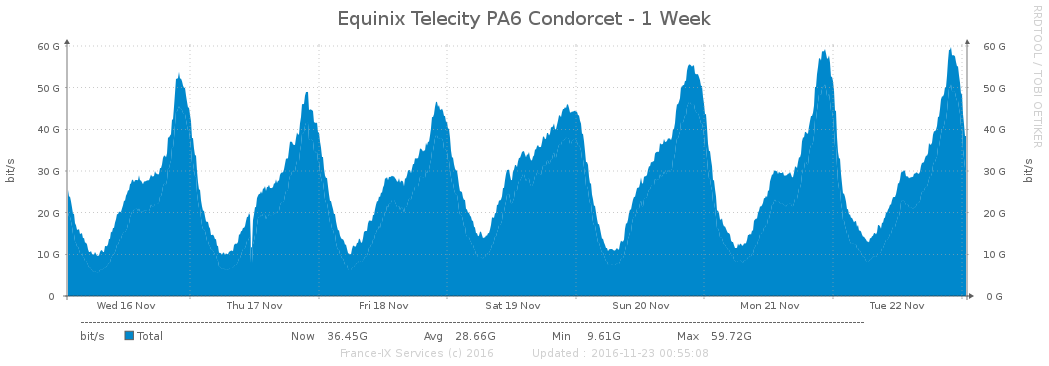 Equinix Telecity PA6 Condorcet - 1 Week
RRDTOOL / TOBI OETIKER
bit/s
60 G 60 G
50 G 50 G
40 G 40 G
30 G 30 G
20 G 20 G
10 G 10 G
0 0 G
bit/s
Wed 16 Nov Thu 17 Nov Fri 18 Nov Sat 19 Nov Sun 20 Nov Mon 21 Nov Tue 22 Nov
bit/s Total Now 36.45G Avg 28.66G Min 9.61G Max 59.72G
France-IX Services (c) 2016 Updated : 2016-11-23 00:55:08